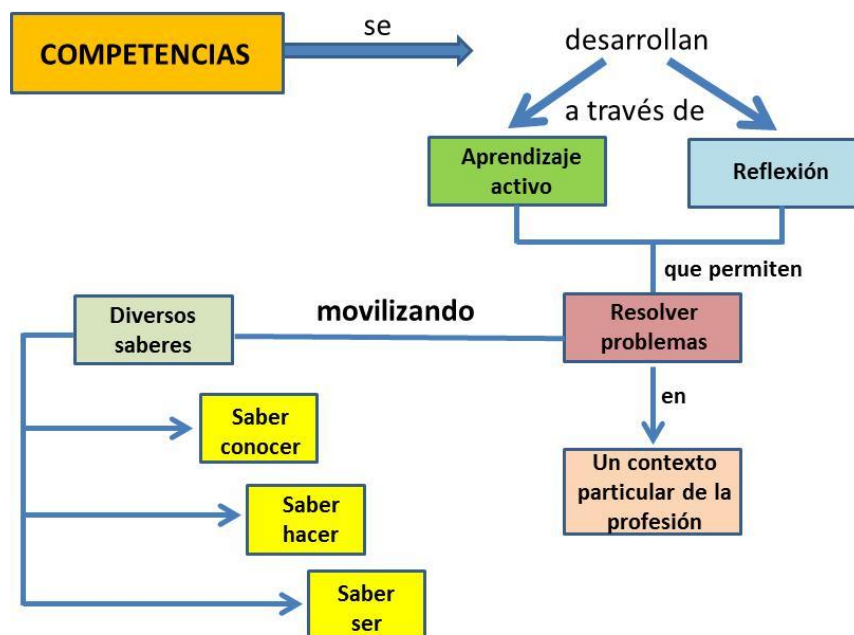 COMPETENCIAS
se
desarrollan
a través de
Aprendizaje
activo
Reflexión
que permiten
Resolver
problemas
movilizando
Diversos
saberes
Saber
conocer
Saber
hacer
Saber
ser
en
Un contexto
particular de la
profesión